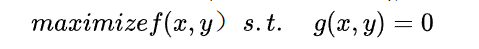 maximizef(x,y) s.t. g(x,y)=0